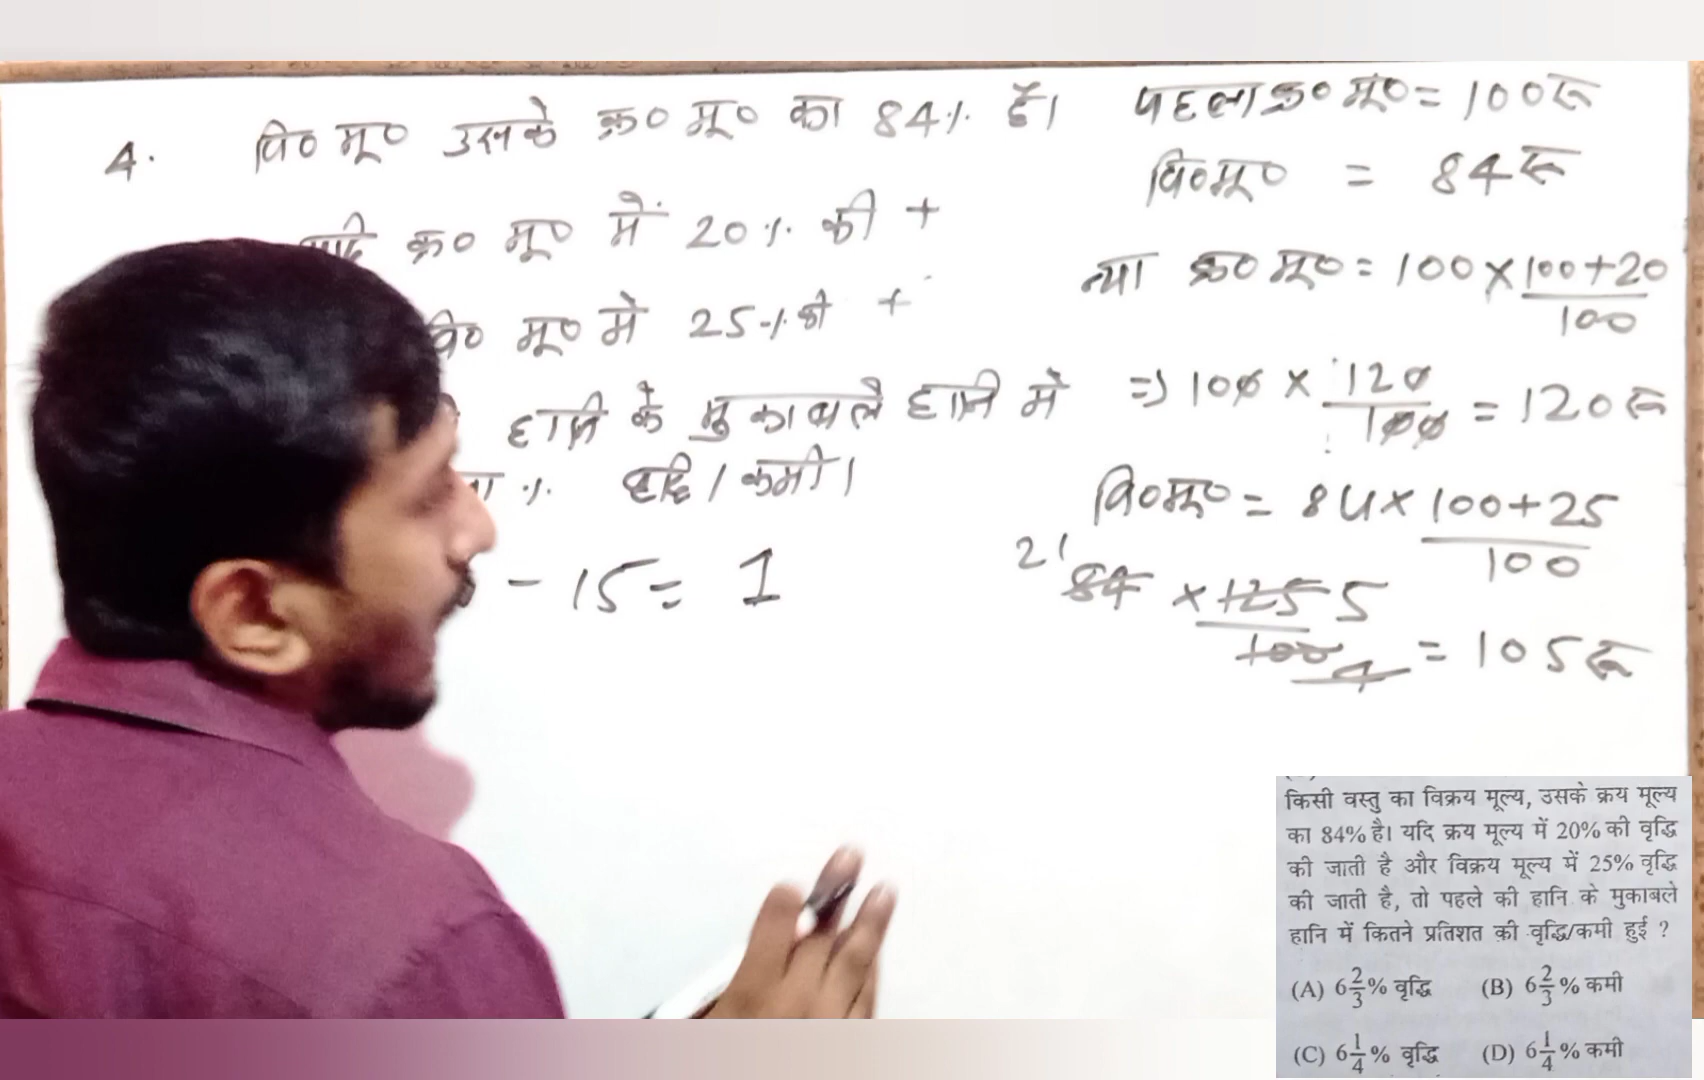 4. वि० मू० उसके क्र० मू० का 84% है।
यदि क्र० मू० में 20% की +
वि० मू० में 25% की +
हानि के मुकाबले हानि में
% वृद्धि / कमी।
- 15 = 1
पहला क्र० मू० = 100रू
वि०मू० = 84रू
नया क्र० मू० = 100 × 100+20
100
=) 100 × 120
100 = 120रू
वि०मू० = 84 × 100+25
100
21 84 × 125 5
100 4 = 105रू
किसी वस्तु का विक्रय मूल्य, उसके क्रय मूल्य
का 84% है। यदि क्रय मूल्य में 20% की वृद्धि
की जाती है और विक्रय मूल्य में 25% वृद्धि
की जाती है, तो पहले की हानि के मुकाबले
हानि में कितने प्रतिशत की वृद्धि/कमी हुई ?
(A) 6 2/3 % वृद्धि (B) 6 2/3 % कमी
(C) 6 1/4 % वृद्धि (D) 6 1/4 % कमी